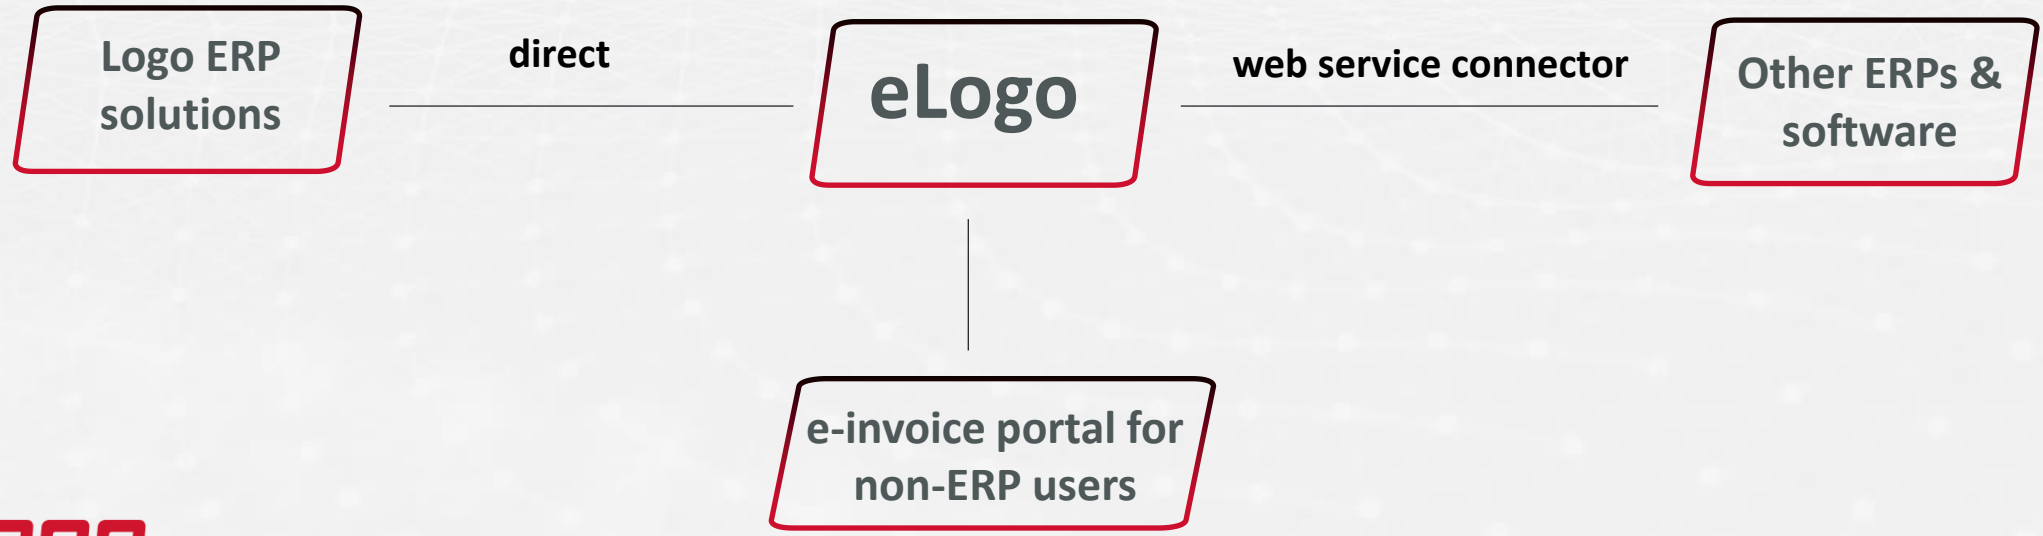 Logo ERP
solutions
direct
eLogo
web service connector
Other ERPs &
software
e-invoice portal for
non-ERP users